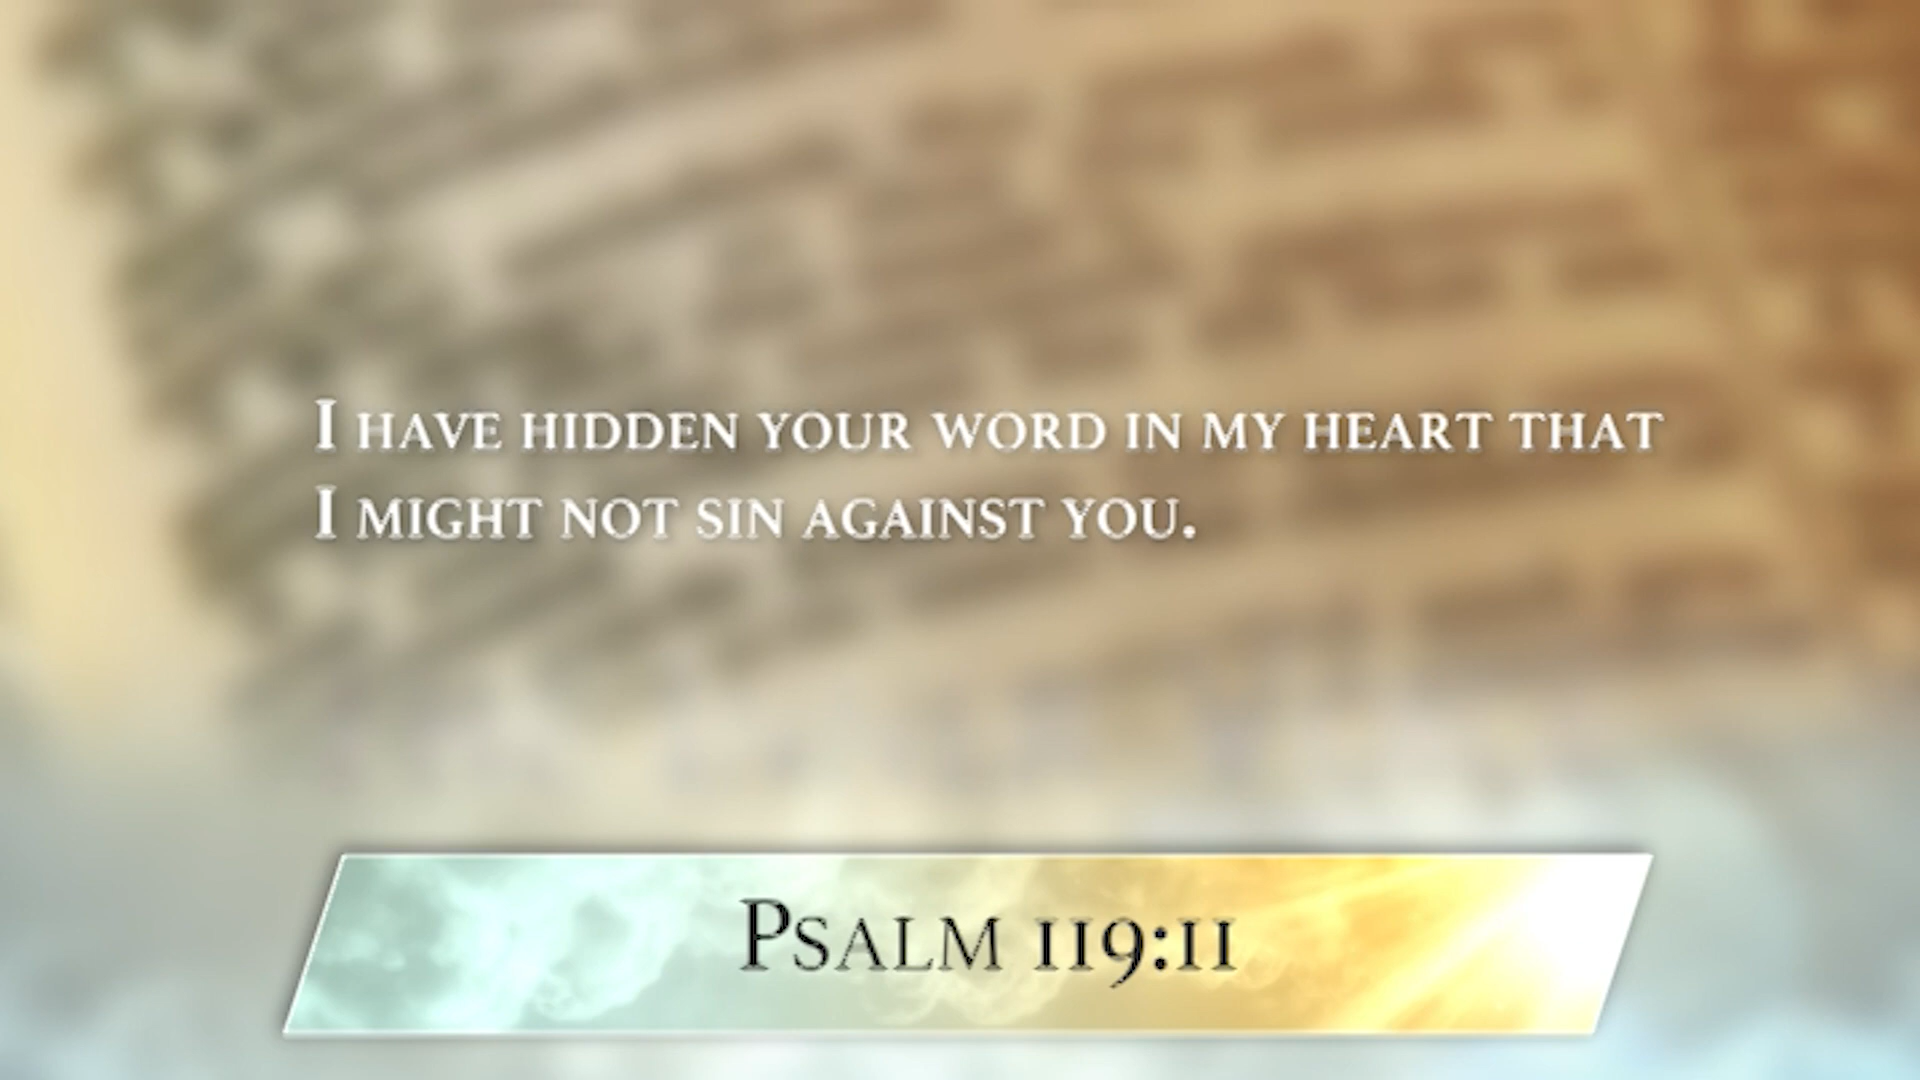 I have hidden your word in my heart that
I might not sin against you.
Psalm 119:11